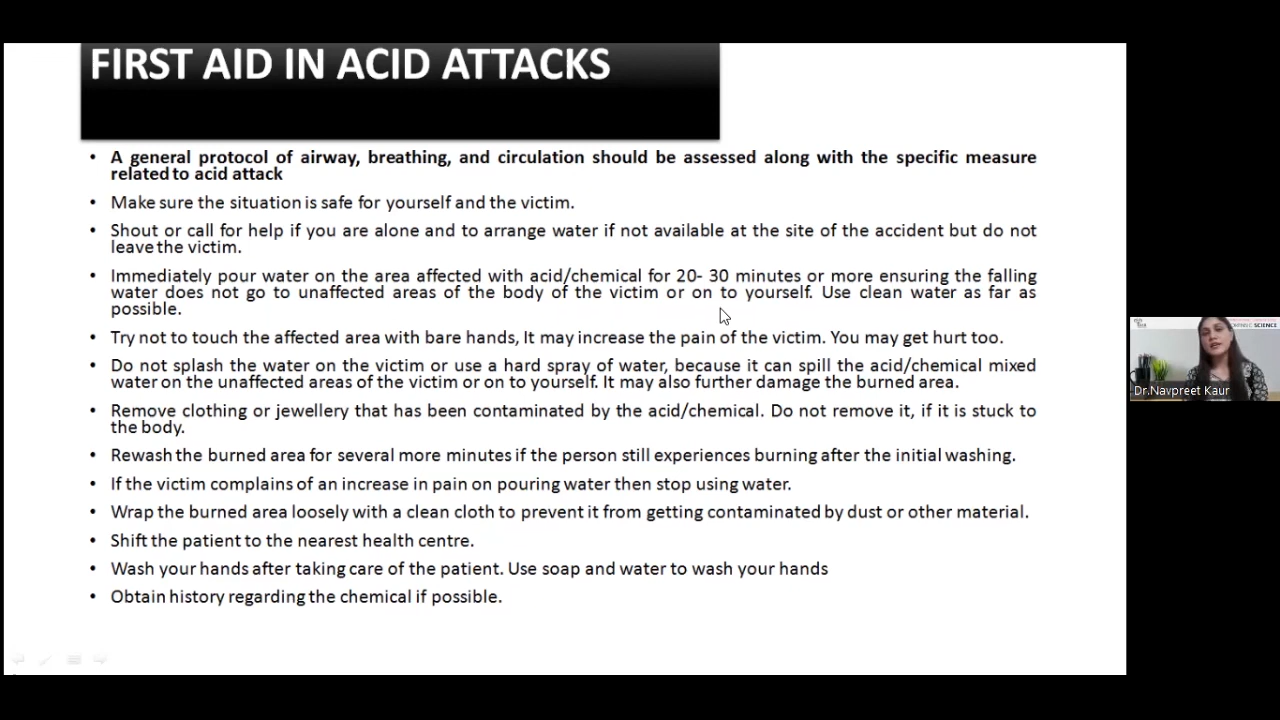 FIRST AID IN ACID ATTACKS
• A general protocol of airway, breathing, and circulation should be assessed along with the specific measure
related to acid attack
• Make sure the situation is safe for yourself and the victim.
• Shout or call for help if you are alone and to arrange water if not available at the site of the accident but do not
leave the victim.
• Immediately pour water on the area affected with acid/chemical for 20- 30 minutes or more ensuring the falling
water does not go to unaffected areas of the body of the victim or on to yourself. Use clean water as far as
possible.
• Try not to touch the affected area with bare hands, It may increase the pain of the victim. You may get hurt too.
• Do not splash the water on the victim or use a hard spray of water, because it can spill the acid/chemical mixed
water on the unaffected areas of the victim or on to yourself. It may also further damage the burned area.
• Remove clothing or jewellery that has been contaminated by the acid/chemical. Do not remove it, if it is stuck to
the body.
• Rewash the burned area for several more minutes if the person still experiences burning after the initial washing.
• If the victim complains of an increase in pain on pouring water then stop using water.
• Wrap the burned area loosely with a clean cloth to prevent it from getting contaminated by dust or other material.
• Shift the patient to the nearest health centre.
• Wash your hands after taking care of the patient. Use soap and water to wash your hands
• Obtain history regarding the chemical if possible.
SCIENCE
Dr.Navpreet Kaur